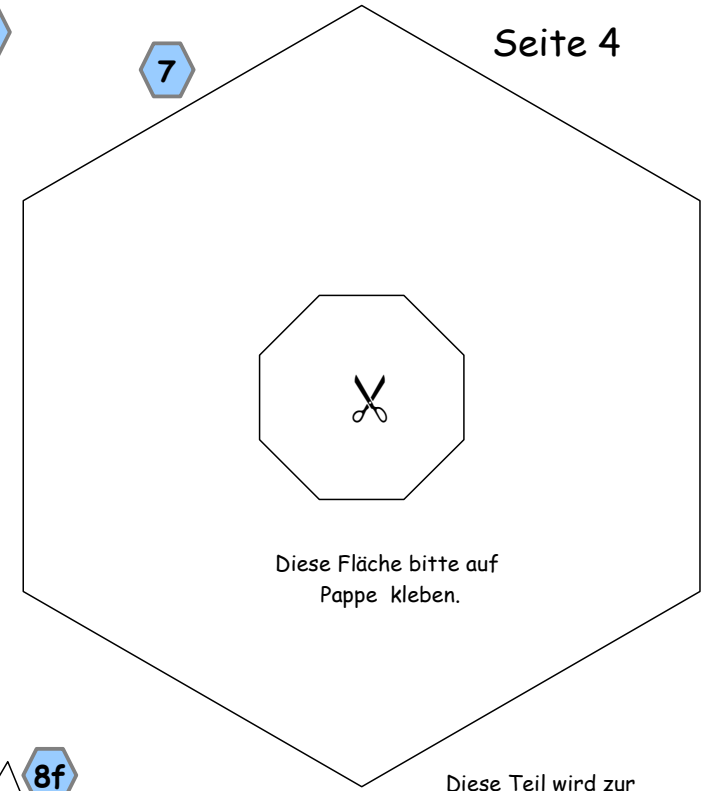 Seite 4
7
Diese Fläche bitte auf
Pappe kleben.
8f
Diese Teil wird zur